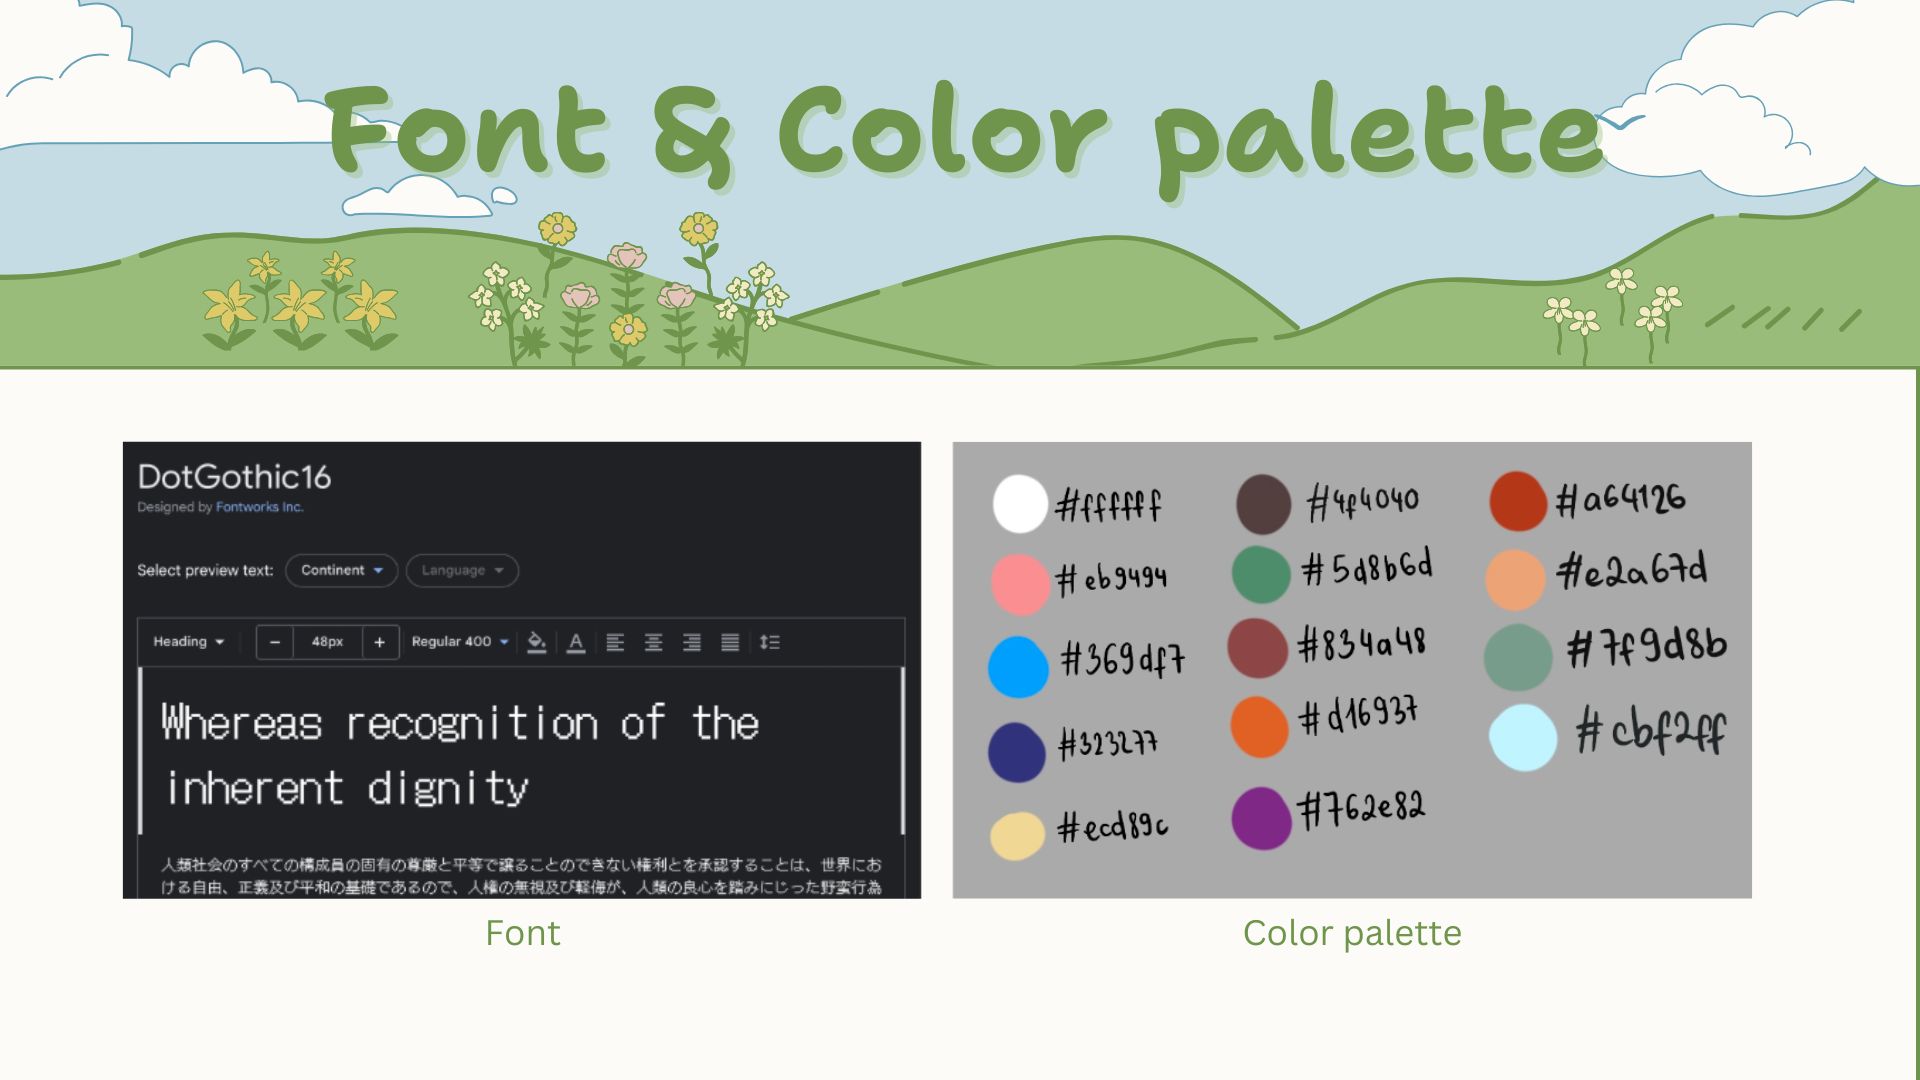 Font & Color palette
DotGothic16
Designed by Fontworks Inc.
Select preview text: Continent Language
Heading − 48px + Regular 400 A
Whereas recognition of the
inherent dignity
人類社会のすべての構成員の固有の尊厳と平等で譲ることのできない権利とを承認することは、世界にお
ける自由、正義及び平和の基礎であるので、人権の無視及び軽侮が、人類の良心を踏みにじった野蛮行為
Font
#ffffff
#eb9494
#369df7
#323277
#ecd89c
#4f4040
#5d8b6d
#834a48
#d16937
#762e82
#a64126
#e2a67d
#7f9d8b
#cbf2ff
Color palette